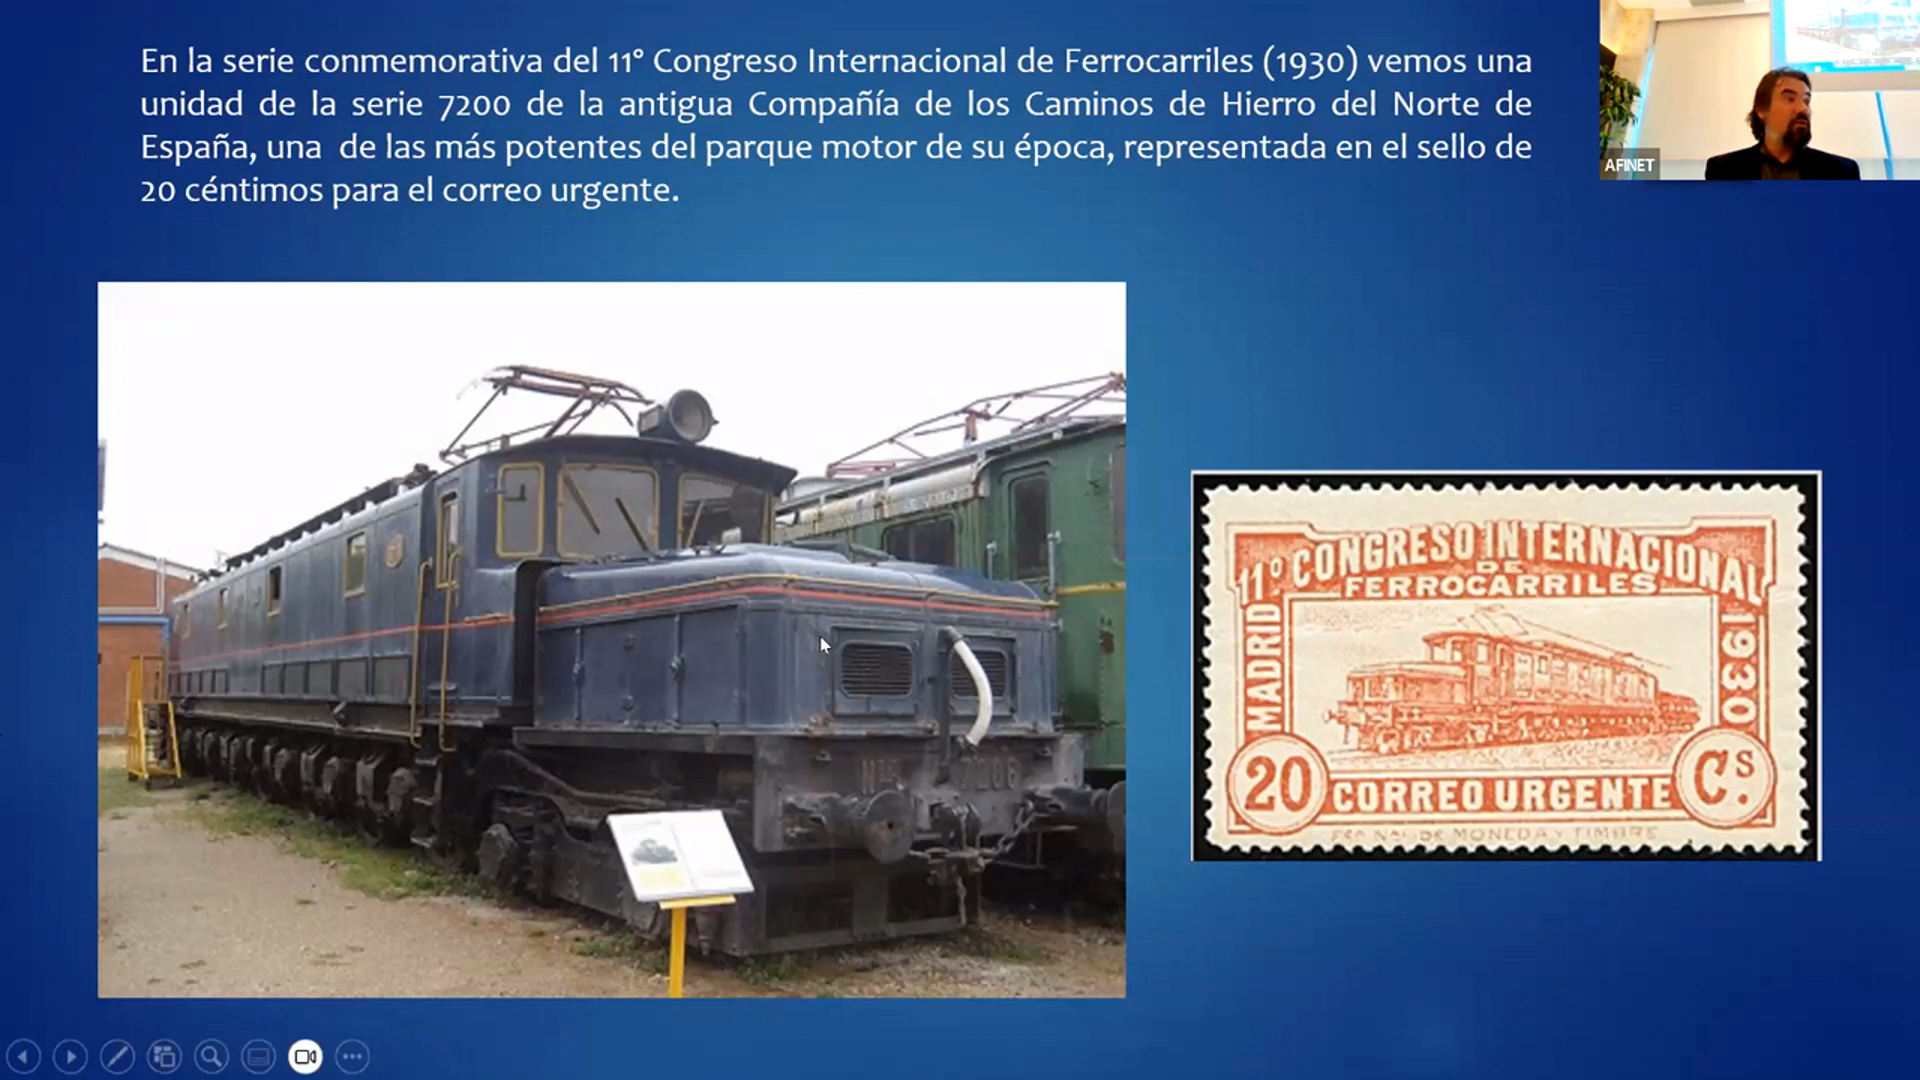 En la serie conmemorativa del 11° Congreso Internacional de Ferrocarriles (1930) vemos una
unidad de la serie 7200 de la antigua Compañía de los Caminos de Hierro del Norte de
España, una de las más potentes del parque motor de su época, representada en el sello de
20 céntimos para el correo urgente.
AFINET
11º CONGRESO INTERNACIONAL
DE
FERROCARRILES
MADRID
1930
20 CORREO URGENTE Cs.
FCA NAL DE MONEDA Y TIMBRE